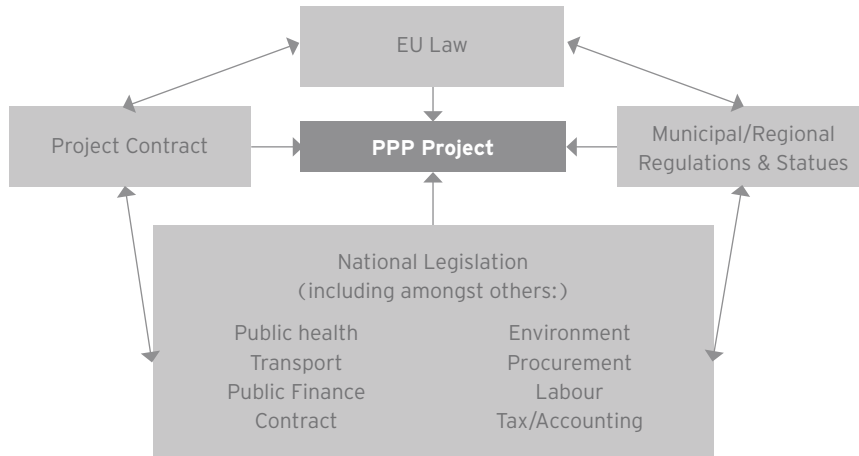 EU Law
Project Contract
PPP Project
Municipal/Regional
Regulations & Statues
National Legislation
(including amongst others:)
Public health
Transport
Public Finance
Contract
Environment
Procurement
Labour
Tax/Accounting